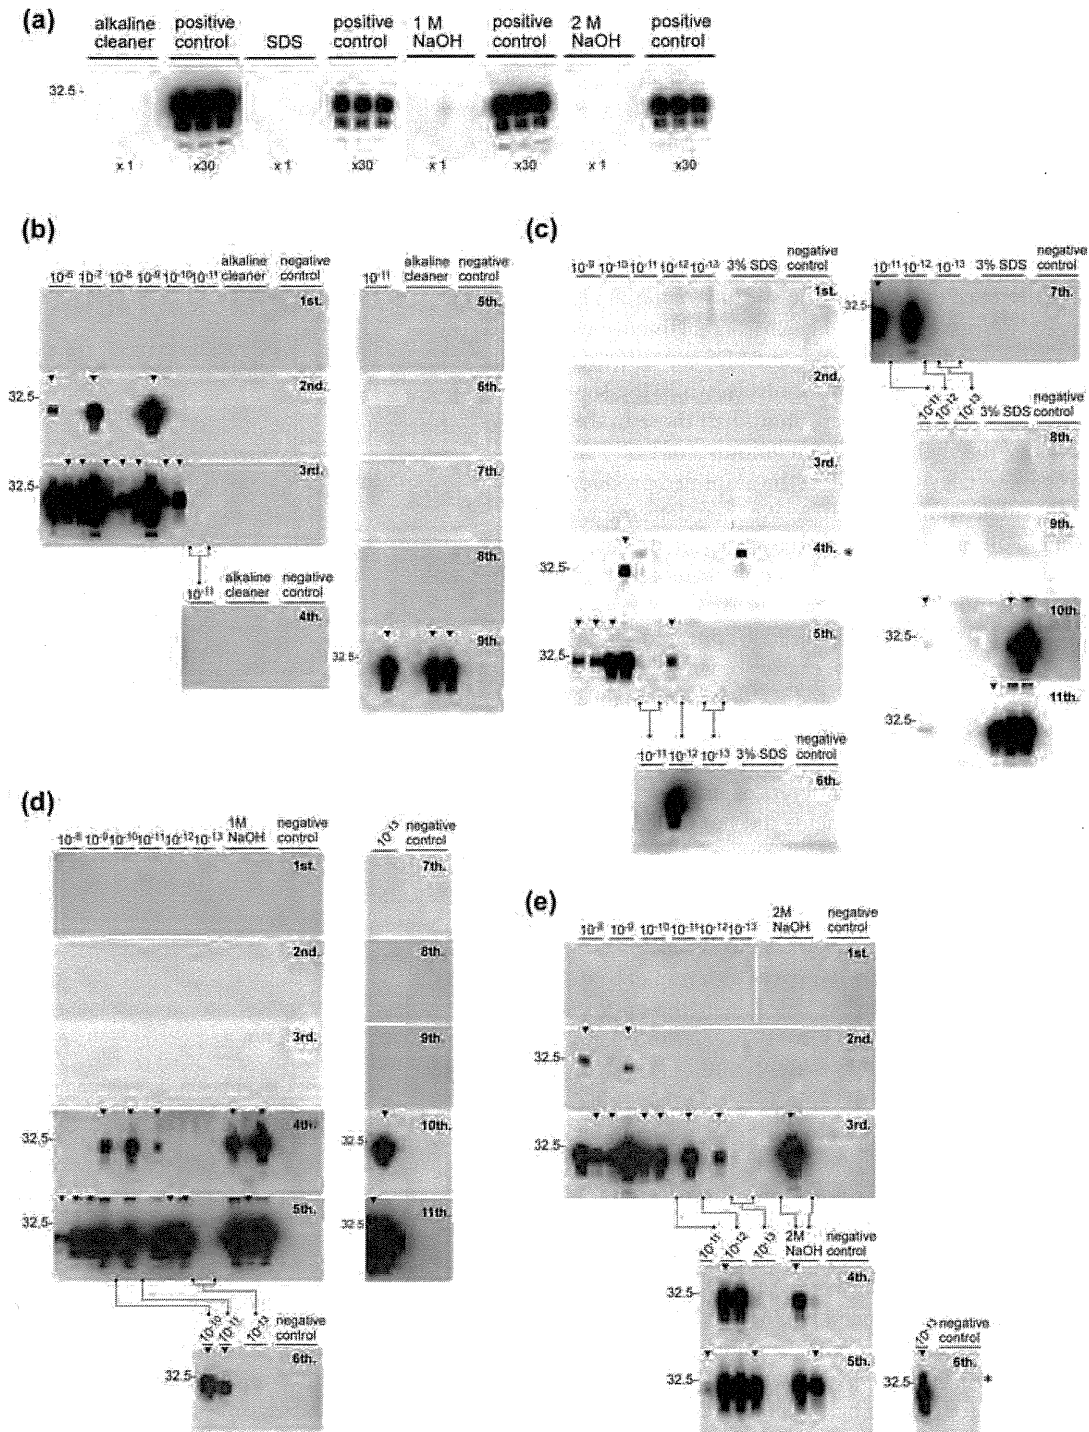 (a)
alkaline cleaner positive control SDS positive control 1 M NaOH positive control 2 M NaOH positive control
32.5 -
x 1 x30 x 1 x30 x 1 x30 x 1 x30
(b)
10-6 10-7 10-8 10-9 10-10 10-11 alkaline cleaner negative control
1st.
2nd.
32.5-
3rd.
32.5-
10-11 alkaline cleaner negative control
4th.
10-11 alkaline cleaner negative control
5th.
6th.
7th.
8th.
9th.
32.5-
(c)
10-9 10-10 10-11 10-12 10-13 3% SDS negative control
1st.
2nd.
3rd.
4th. *
32.5-
5th.
32.5-
10-11 10-12 10-13 3% SDS negative control
6th.
10-11 10-12 10-13 3% SDS negative control
7th.
32.5-
10-11 10-12 10-13 3% SDS negative control
8th.
9th.
10th.
32.5-
11th.
32.5-
(d)
10-8 10-9 10-10 10-11 10-12 10-13 1M NaOH negative control
1st.
2nd.
3rd.
4th.
32.5-
5th.
32.5-
10-10 10-11 10-13 negative control
6th.
32.5-
10-13 negative control
7th.
8th.
9th.
10th.
32.5-
11th.
32.5-
(e)
10-8 10-9 10-10 10-11 10-12 10-13 2M NaOH negative control
1st.
2nd.
32.5-
3rd.
32.5-
10-11 10-12 10-13 2M NaOH negative control
4th.
32.5-
5th.
32.5-
10-13 negative control
6th. *
32.5-